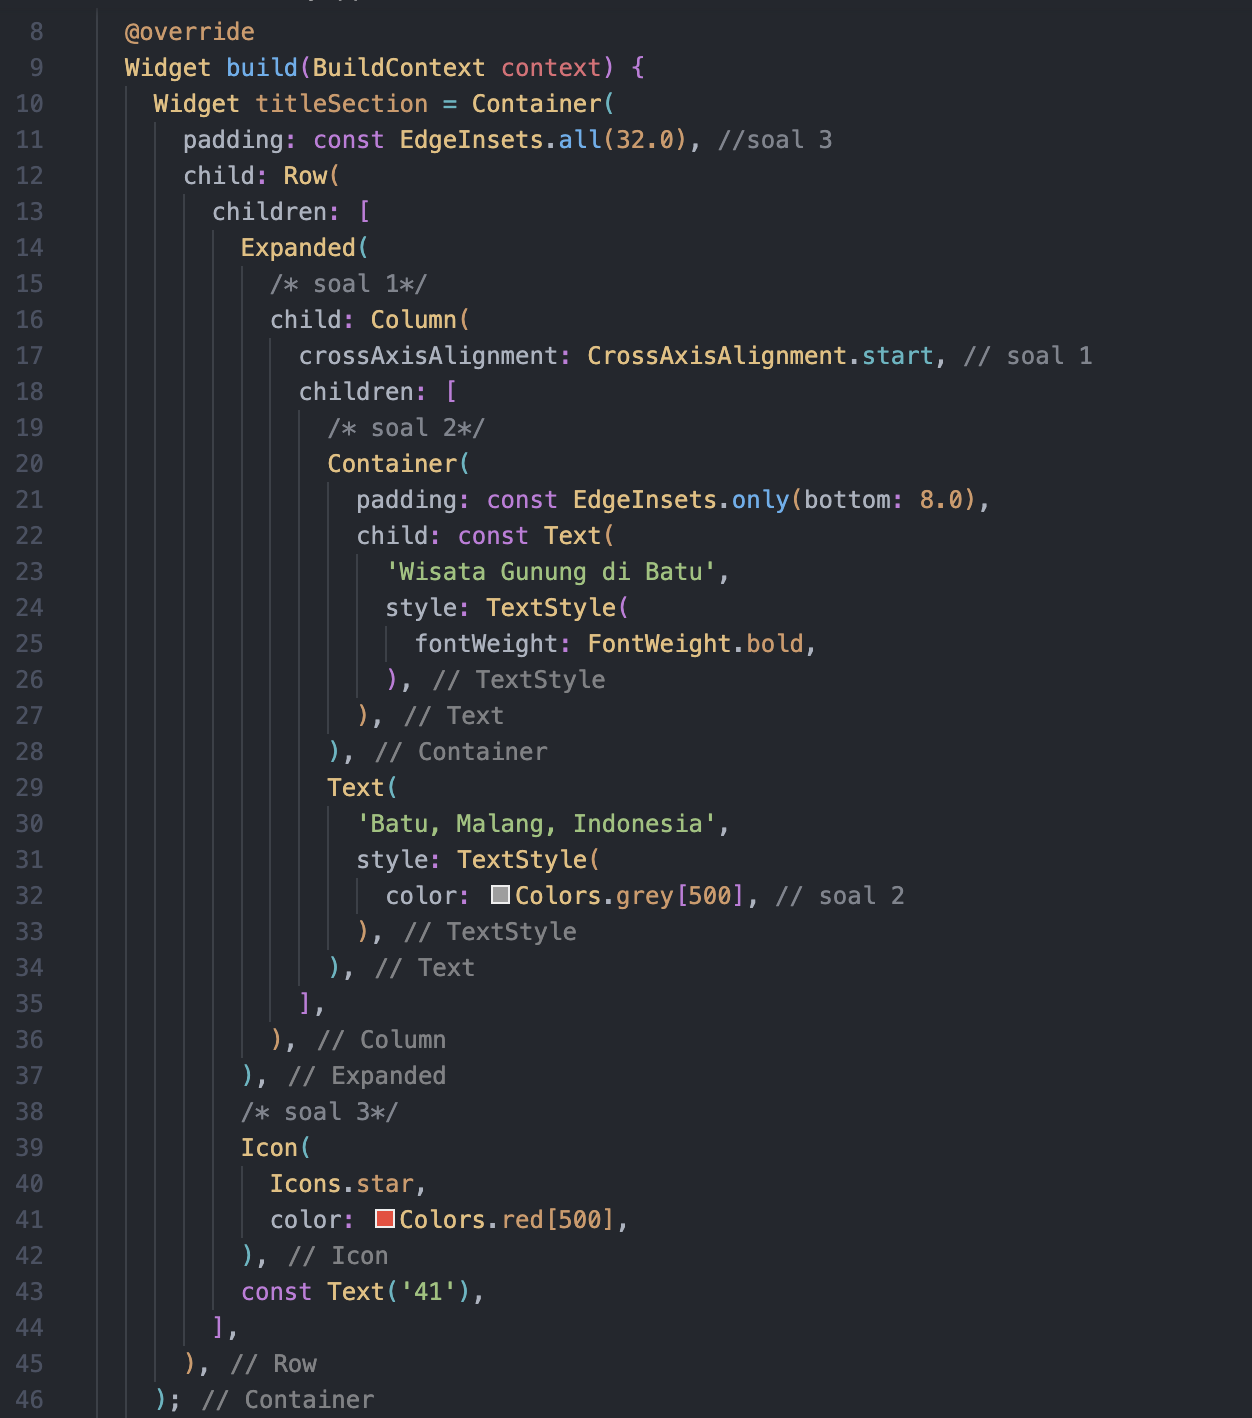 8 @override
9 Widget build(BuildContext context) {
10 Widget titleSection = Container(
11 padding: const EdgeInsets.all(32.0), //soal 3
12 child: Row(
13 children: [
14 Expanded(
15 /* soal 1*/
16 child: Column(
17 crossAxisAlignment: CrossAxisAlignment.start, // soal 1
18 children: [
19 /* soal 2*/
20 Container(
21 padding: const EdgeInsets.only(bottom: 8.0),
22 child: const Text(
23 'Wisata Gunung di Batu',
24 style: TextStyle(
25 fontWeight: FontWeight.bold,
26 ), // TextStyle
27 ), // Text
28 ), // Container
29 Text(
30 'Batu, Malang, Indonesia',
31 style: TextStyle(
32 color: Colors.grey[500], // soal 2
33 ), // TextStyle
34 ), // Text
35 ],
36 ), // Column
37 ), // Expanded
38 /* soal 3*/
39 Icon(
40 Icons.star,
41 color: Colors.red[500],
42 ), // Icon
43 const Text('41'),
44 ],
45 ), // Row
46 ); // Container